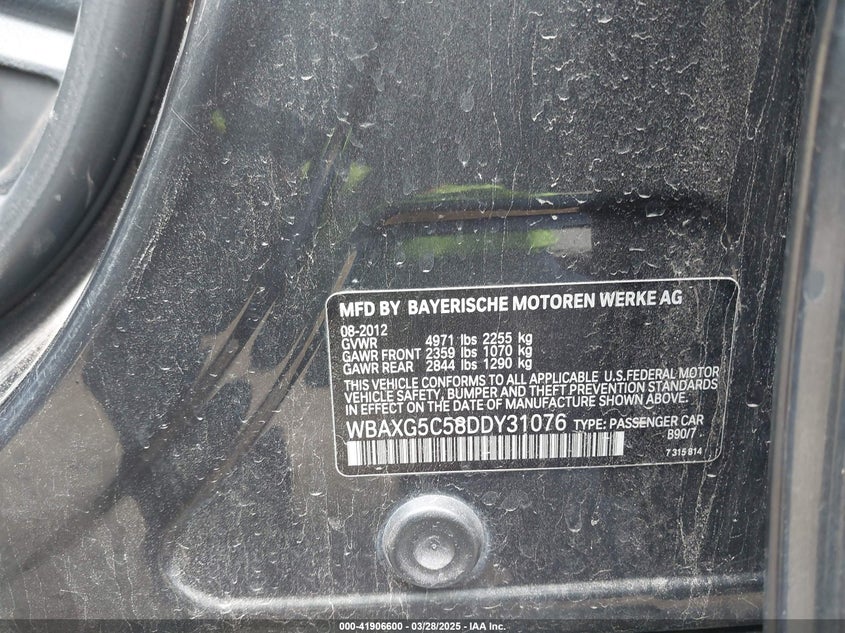 MFD BY BAYERISCHE MOTOREN WERKE AG
08-2012
GVWR 4971 lbs 2255 kg
GAWR FRONT 2359 lbs 1070 kg
GAWR REAR 2844 lbs 1290 kg
THIS VEHICLE CONFORMS TO ALL APPLICABLE U.S.FEDERAL MOTOR
VEHICLE SAFETY, BUMPER AND THEFT PREVENTION STANDARDS
IN EFFECT ON THE DATE OF MANUFACTURE SHOWN ABOVE.
WBAXG5C58DDY31076 TYPE: PASSENGER CAR
B90/7
7 315 814
000-41906600 - 03/28/2025 - IAA Inc.